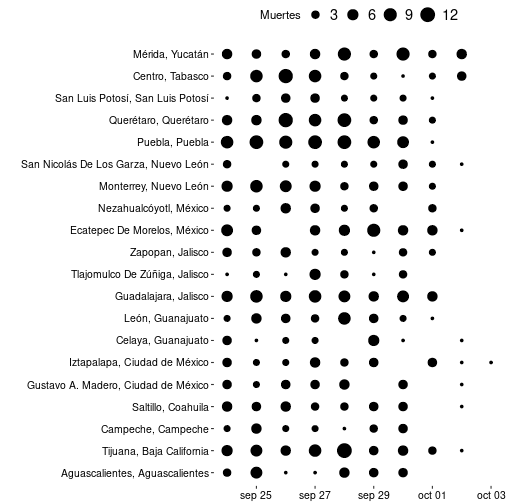 Muertes 3 6 9 12
Mérida, Yucatán
Centro, Tabasco
San Luis Potosí, San Luis Potosí
Querétaro, Querétaro
Puebla, Puebla
San Nicolás De Los Garza, Nuevo León
Monterrey, Nuevo León
Nezahualcóyotl, México
Ecatepec De Morelos, México
Zapopan, Jalisco
Tlajomulco De Zúñiga, Jalisco
Guadalajara, Jalisco
León, Guanajuato
Celaya, Guanajuato
Iztapalapa, Ciudad de México
Gustavo A. Madero, Ciudad de México
Saltillo, Coahuila
Campeche, Campeche
Tijuana, Baja California
Aguascalientes, Aguascalientes
sep 25 sep 27 sep 29 oct 01 oct 03